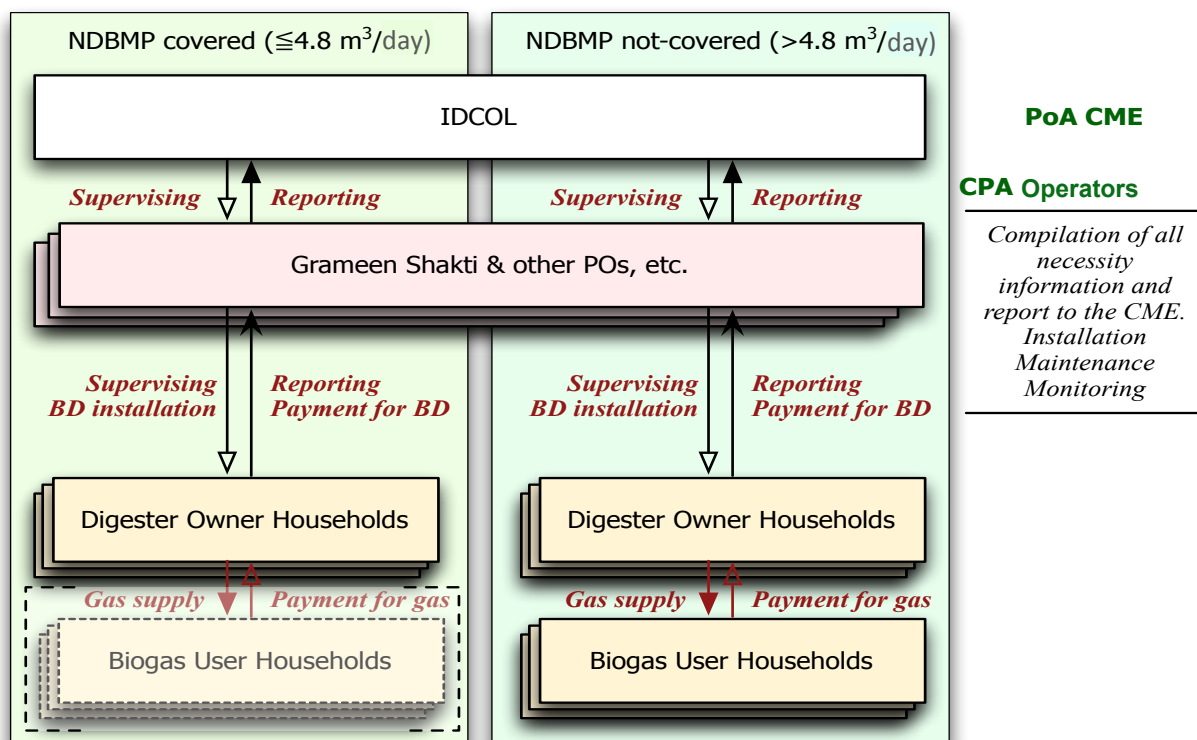 NDBMP covered (≦4.8 m³/day)
NDBMP not-covered (>4.8 m³/day)
IDCOL
PoA CME
Supervising
Reporting
Supervising
Reporting
CPA Operators
Grameen Shakti & other POs, etc.
Compilation of all
necessity
information and
report to the CME.
Installation
Maintenance
Monitoring
Supervising
BD installation
Reporting
Payment for BD
Supervising
BD installation
Reporting
Payment for BD
Digester Owner Households
Digester Owner Households
Gas supply
Payment for gas
Gas supply
Payment for gas
Biogas User Households
Biogas User Households